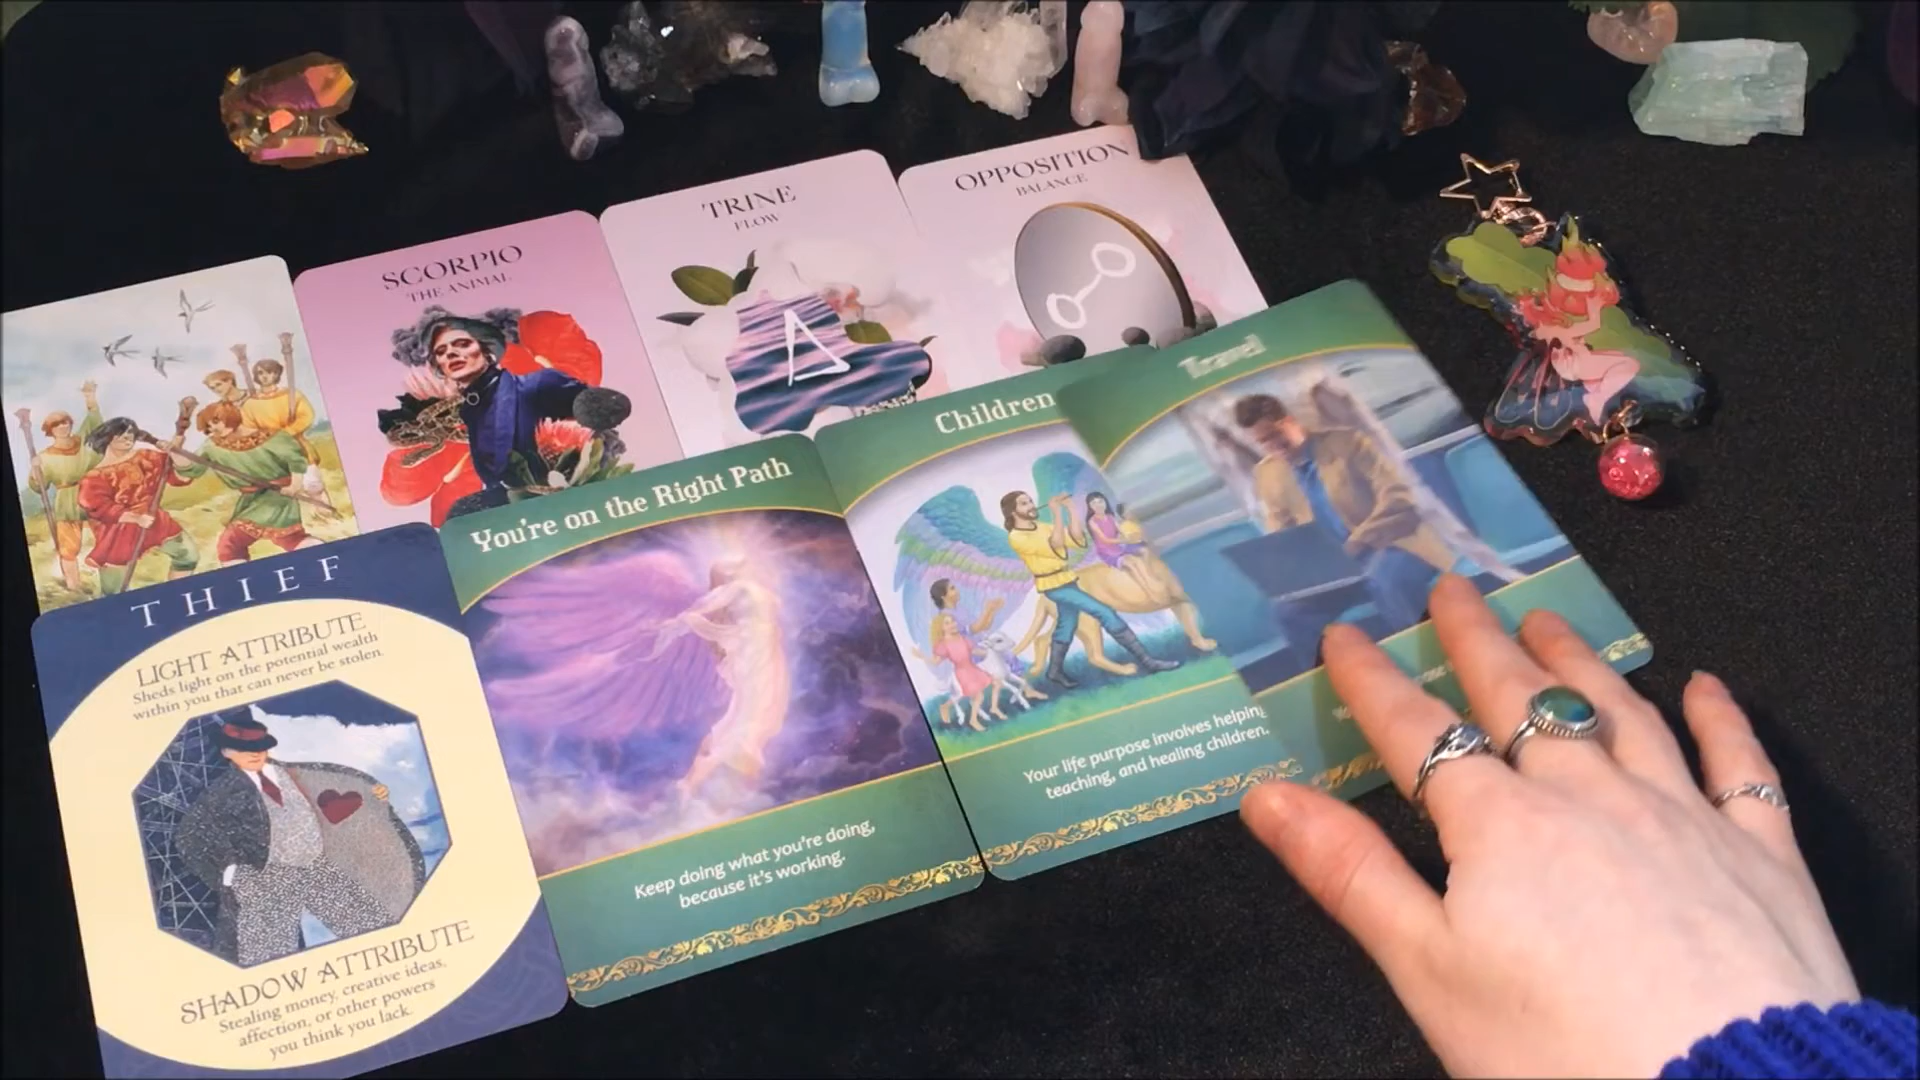 SCORPIO
THE ANIMAL
TRINE
FLOW
OPPOSITION
BALANCE
THIEF
LIGHT ATTRIBUTE
Sheds light on the potential wealth
within you that can never be stolen.
SHADOW ATTRIBUTE
Stealing money, creative ideas,
affection, or other powers
you think you lack.
You're on the Right Path
Keep doing what you're doing,
because it's working.
Children
Your life purpose involves helping,
teaching, and healing children.
Travel